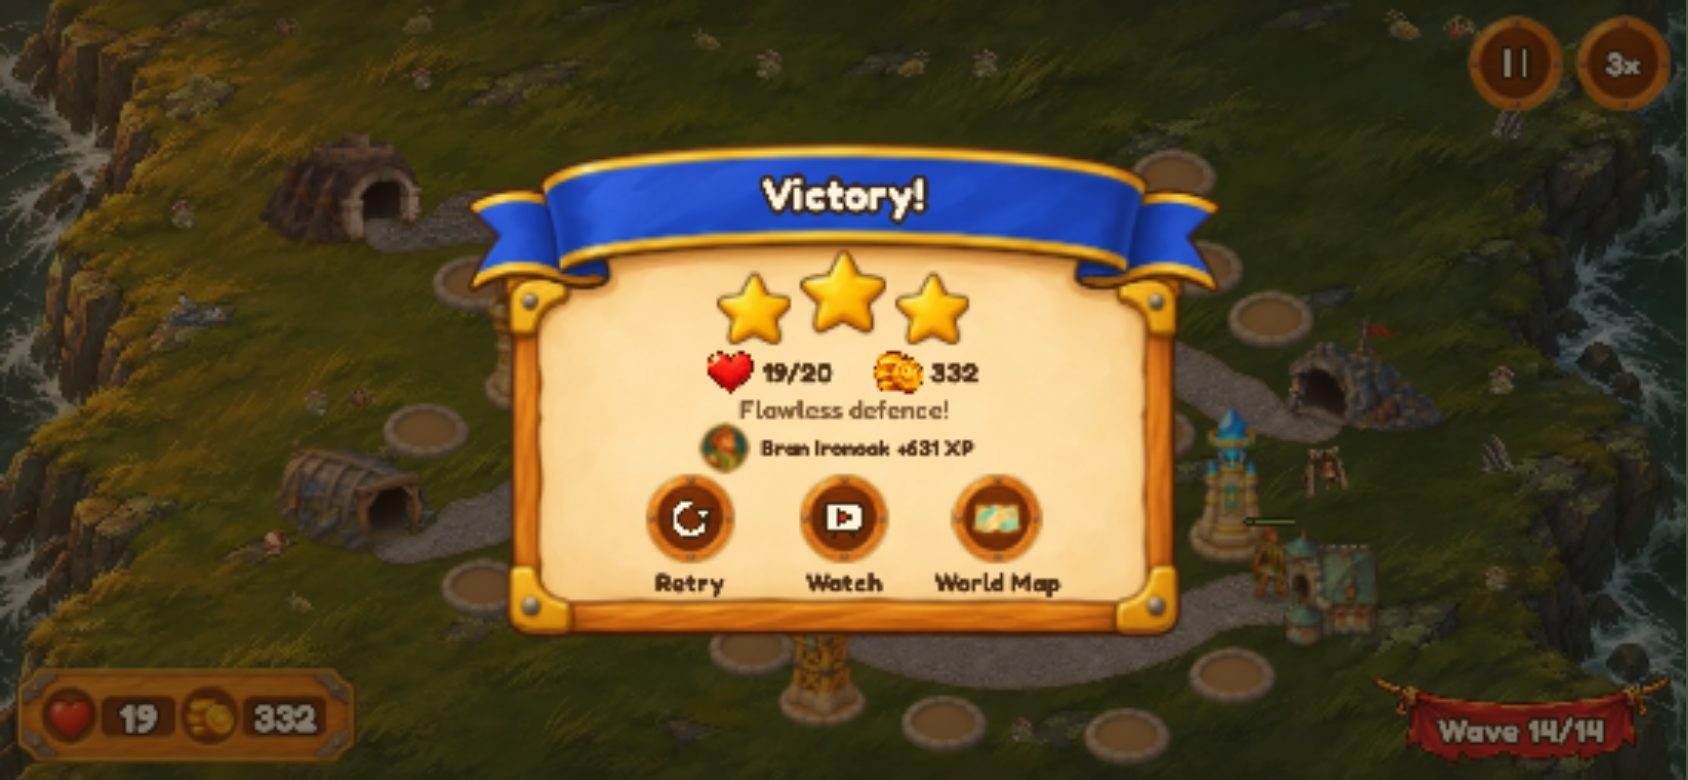 3x
Victory!
19/20 332
Flawless defence!
Bran Ironoak +631 XP
Retry Watch World Map
19 332
Wave 14/14